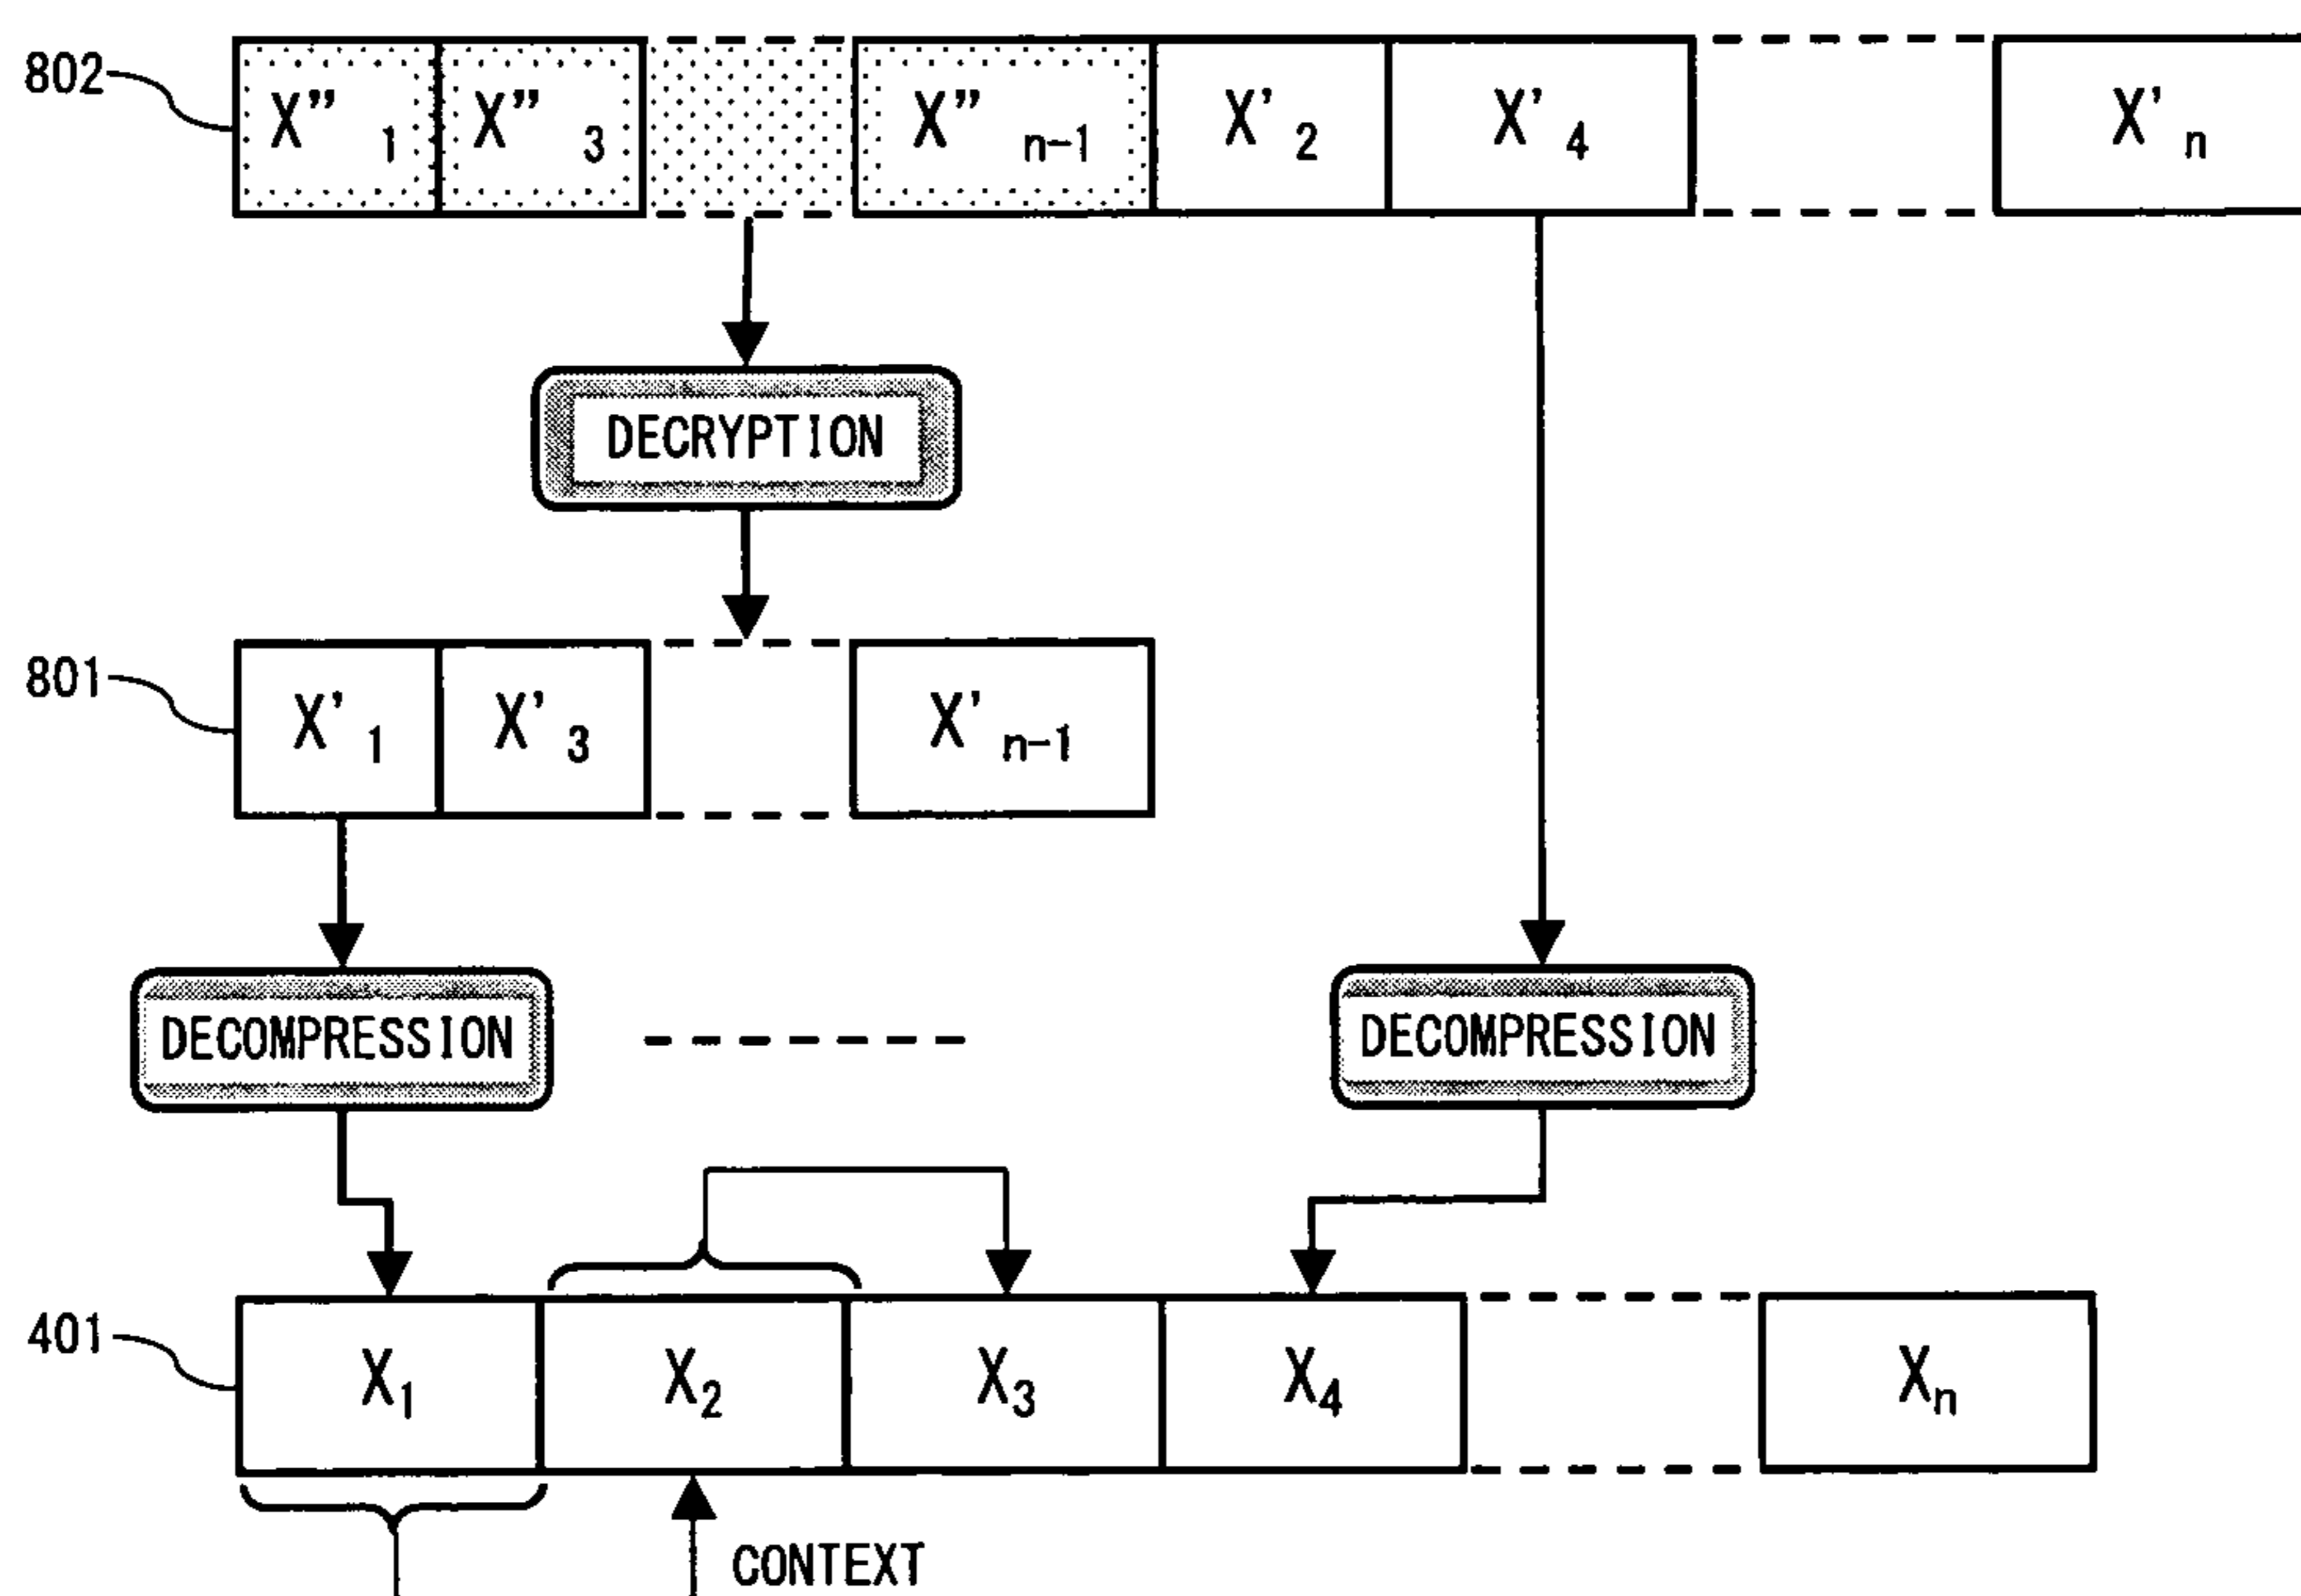 802 X”1 X”3 X”n-1 X’2 X’4 X’n
DECRYPTION
801 X’1 X’3 X’n-1
DECOMPRESSION DECOMPRESSION
401 X1 X2 X3 X4 Xn
CONTEXT